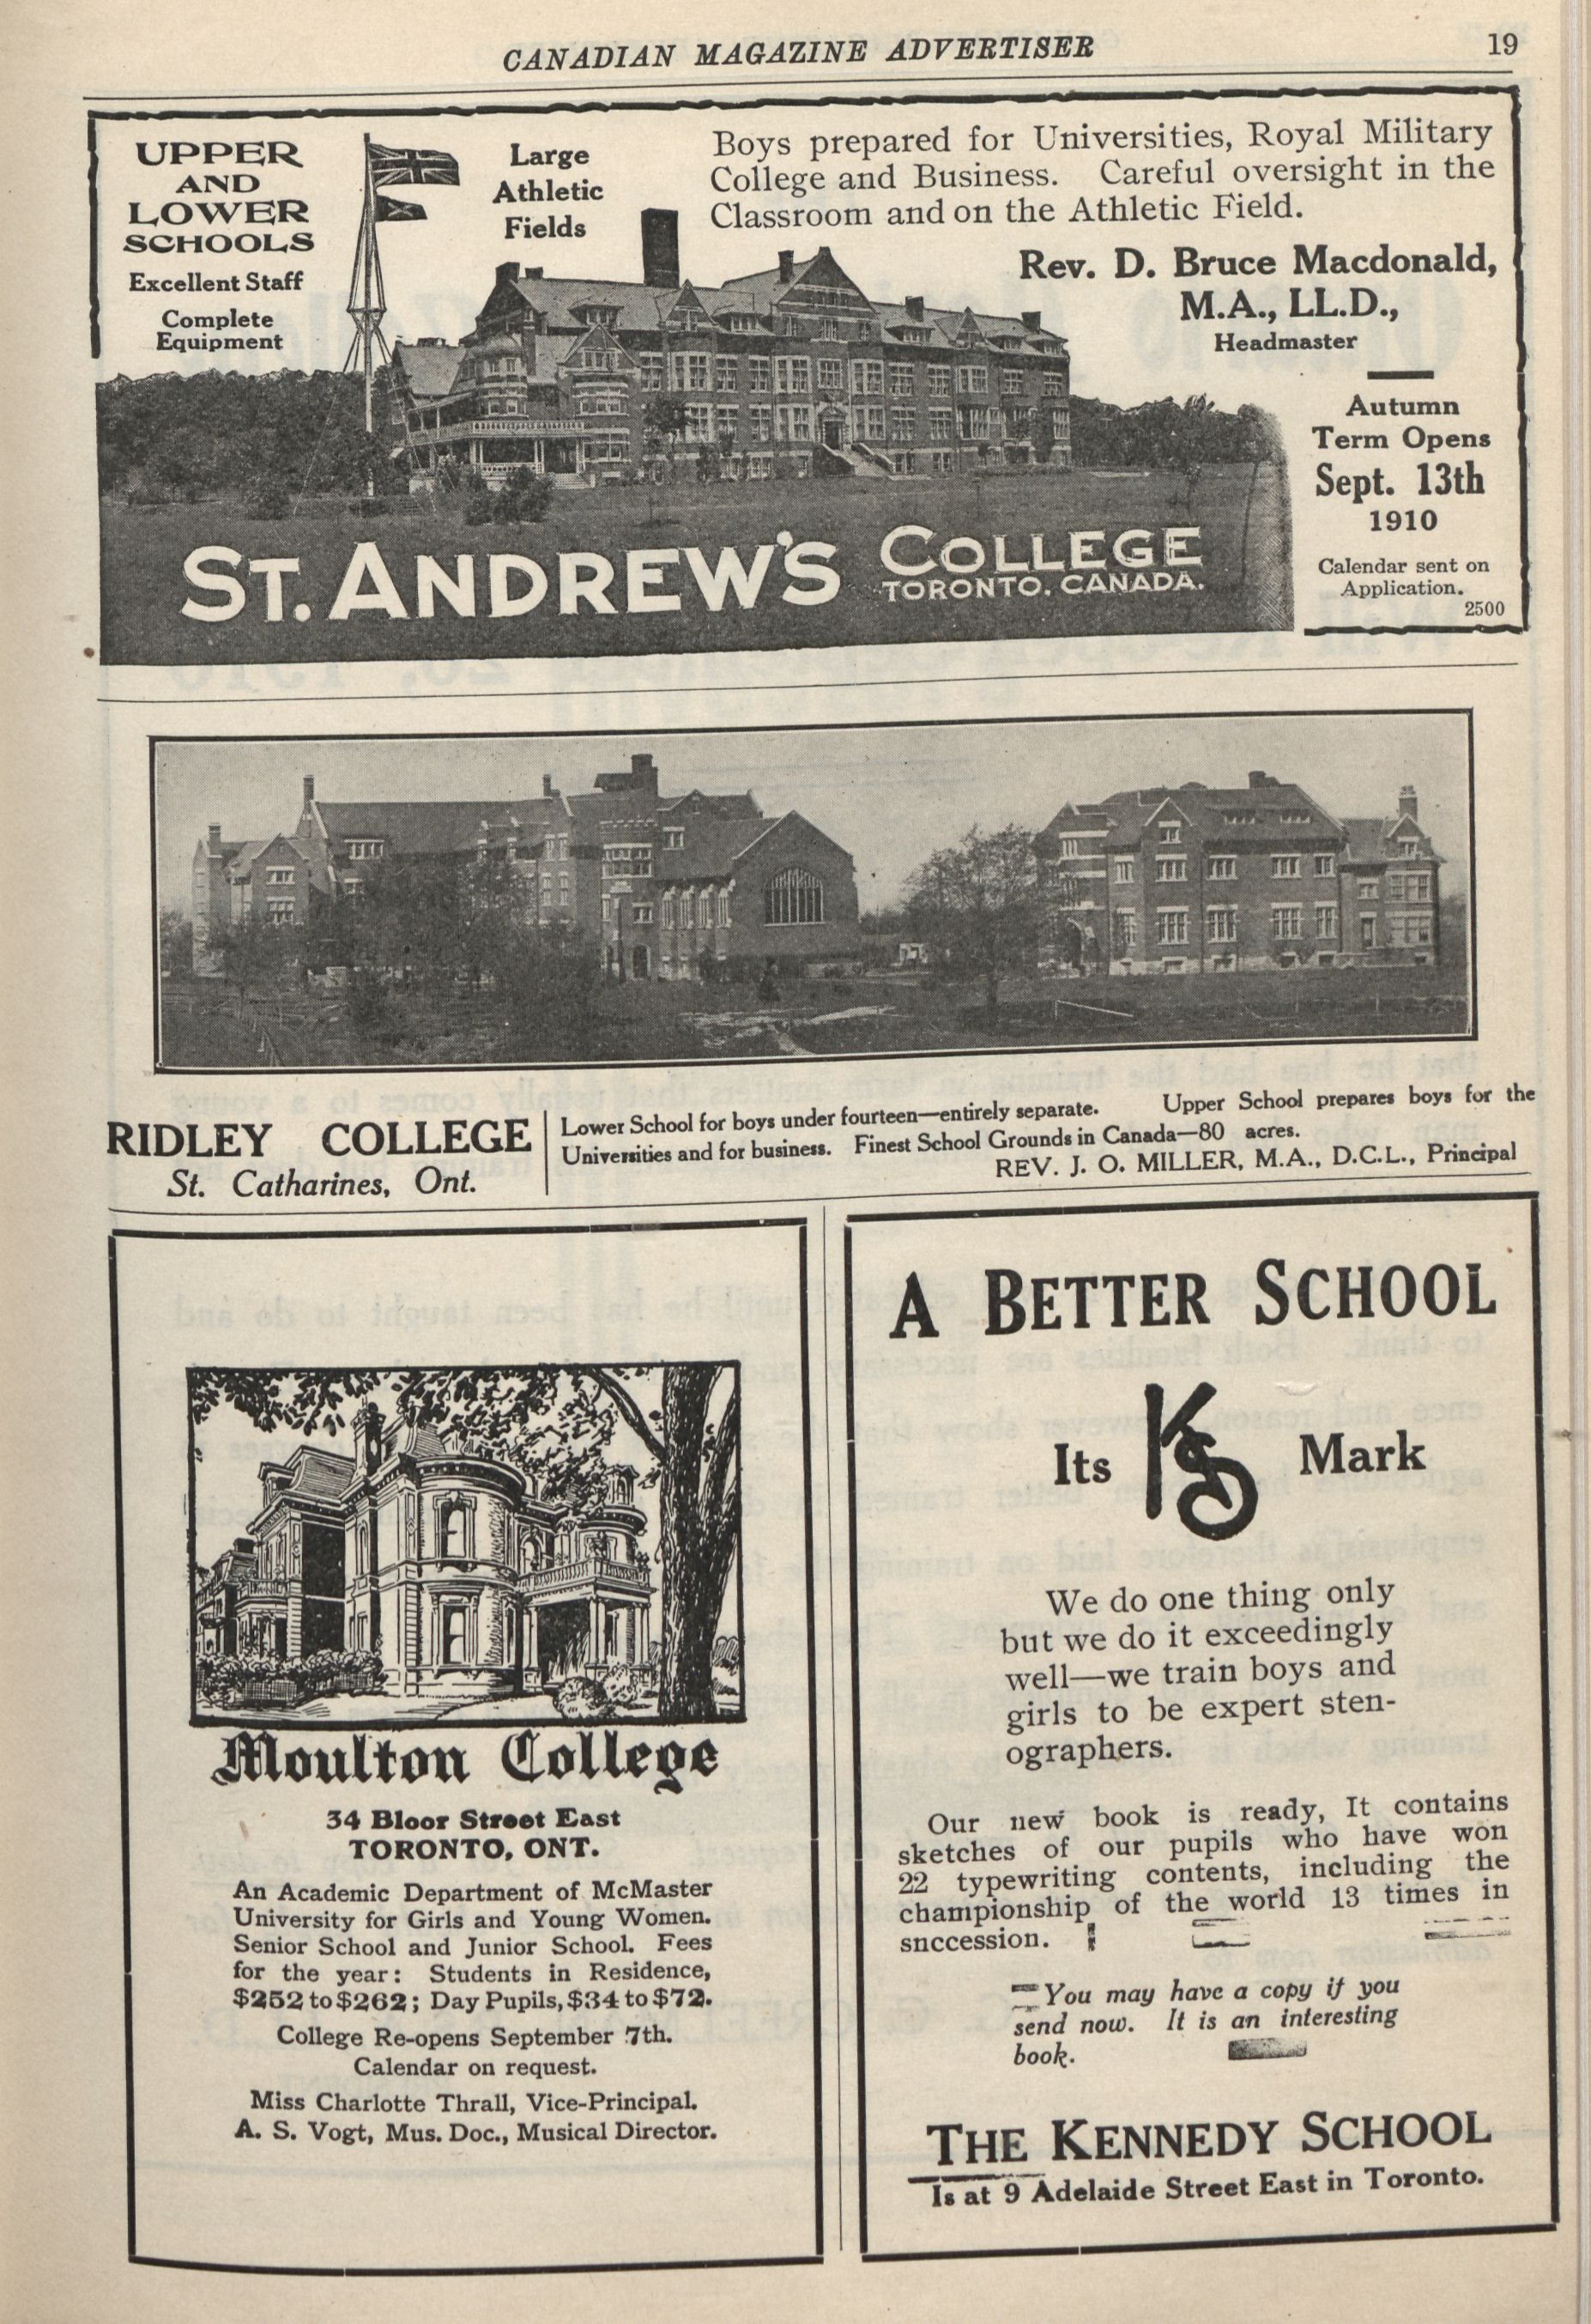 CANADIAN MAGAZINE ADVERTISER
19
UPPER
AND
LOWER
SCHOOLS
Excellent Staff
Complete
Equipment
Large
Athletic
Fields
Boys prepared for Universities, Royal Military
College and Business. Careful oversight in the
Classroom and on the Athletic Field.
Rev. D. Bruce Macdonald,
M.A., LL.D.,
Headmaster
Autumn
Term Opens
Sept. 13th
1910
Calendar sent on
Application.
2500
ST. ANDREW'S COLLEGE
TORONTO, CANADA.
RIDLEY COLLEGE
St. Catharines, Ont.
Lower School for boys under fourteen—entirely separate. Upper School prepares boys for the
Universities and for business. Finest School Grounds in Canada—80 acres.
REV. J. O. MILLER, M.A., D.C.L., Principal
Moulton College
34 Bloor Street East
TORONTO, ONT.
An Academic Department of McMaster
University for Girls and Young Women.
Senior School and Junior School. Fees
for the year: Students in Residence,
$252 to $262; Day Pupils, $34 to $72.
College Re-opens September 7th.
Calendar on request.
Miss Charlotte Thrall, Vice-Principal.
A. S. Vogt, Mus. Doc., Musical Director.
A BETTER SCHOOL
Its KS Mark
We do one thing only
but we do it exceedingly
well—we train boys and
girls to be expert sten-
ographers.
Our new book is ready, It contains
sketches of our pupils who have won
22 typewriting contents, including the
championship of the world 13 times in
snccession.
You may have a copy if you
send now. It is an interesting
book.
THE KENNEDY SCHOOL
Is at 9 Adelaide Street East in Toronto.